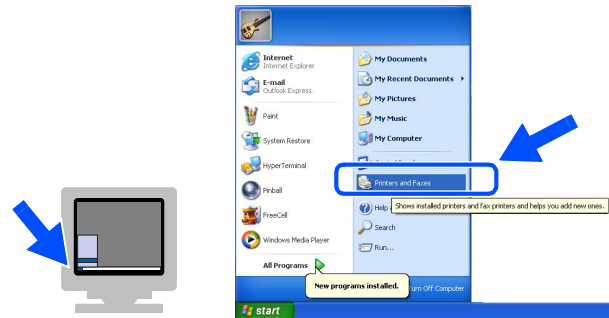 Internet
Internet Explorer
E-mail
Outlook Express
Paint
System Restore
HyperTerminal
Pinball
FreeCell
Windows Media Player
All Programs
My Documents
My Recent Documents
My Pictures
My Music
My Computer
Printers and Faxes
Help
Shows installed printers and fax printers and helps you add new ones.
Search
Run...
New programs installed.
Turn Off Computer
start